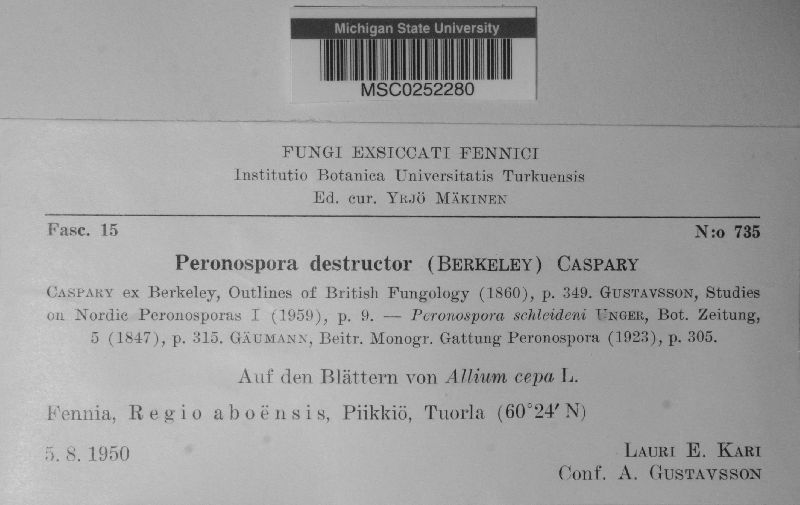 Michigan State University
MSC0252280
FUNGI EXSICCATI FENNICI
Institutio Botanica Universitatis Turkuensis
Ed. cur. YRJÖ MÄKINEN
Fasc. 15 N:o 735
Peronospora destructor (BERKELEY) CASPARY
CASPARY ex Berkeley, Outlines of British Fungology (1860), p. 349. GUSTAVSSON, Studies
on Nordic Peronosporas I (1959), p. 9. — Peronospora schleideni UNGER, Bot. Zeitung,
5 (1847), p. 315. GÄUMANN, Beitr. Monogr. Gattung Peronospora (1923), p. 305.
Auf den Blättern von Allium cepa L.
Fennia, Regio aboënsis, Piikkiö, Tuorla (60°24′ N)
5. 8. 1950 LAURI E. KARI
Conf. A. GUSTAVSSON